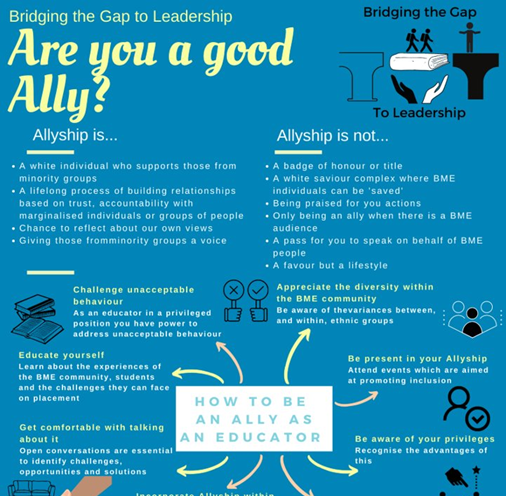 Bridging the Gap to Leadership
Are you a good
Ally?
Bridging the Gap
To Leadership
Allyship is...
• A white individual who supports those from
minority groups
• A lifelong process of building relationships
based on trust, accountability with
marginalised individuals or groups of people
• Chance to reflect about our own views
• Giving those fromminority groups a voice
Allyship is not...
• A badge of honour or title
• A white saviour complex where BME
individuals can be 'saved'
• Being praised for you actions
• Only being an ally when there is a BME
audience
• A pass for you to speak on behalf of BME
people
• A favour but a lifestyle
Challenge unacceptable
behaviour
As an educator in a privileged
position you have power to
address unacceptable behaviour
Appreciate the diversity within
the BME community
Be aware of thevariances between,
and within, ethnic groups
Educate yourself
Learn about the experiences of
the BME community, students
and the challenges they can face
on placement
Be present in your Allyship
Attend events which are aimed
at promoting inclusion
HOW TO BE
AN ALLY AS
AN EDUCATOR
Get comfortable with talking
about it
Open conversations are essential
to identify challenges,
opportunities and solutions
Be aware of your privileges
Recognise the advantages of
this
Incorporate Allyship within